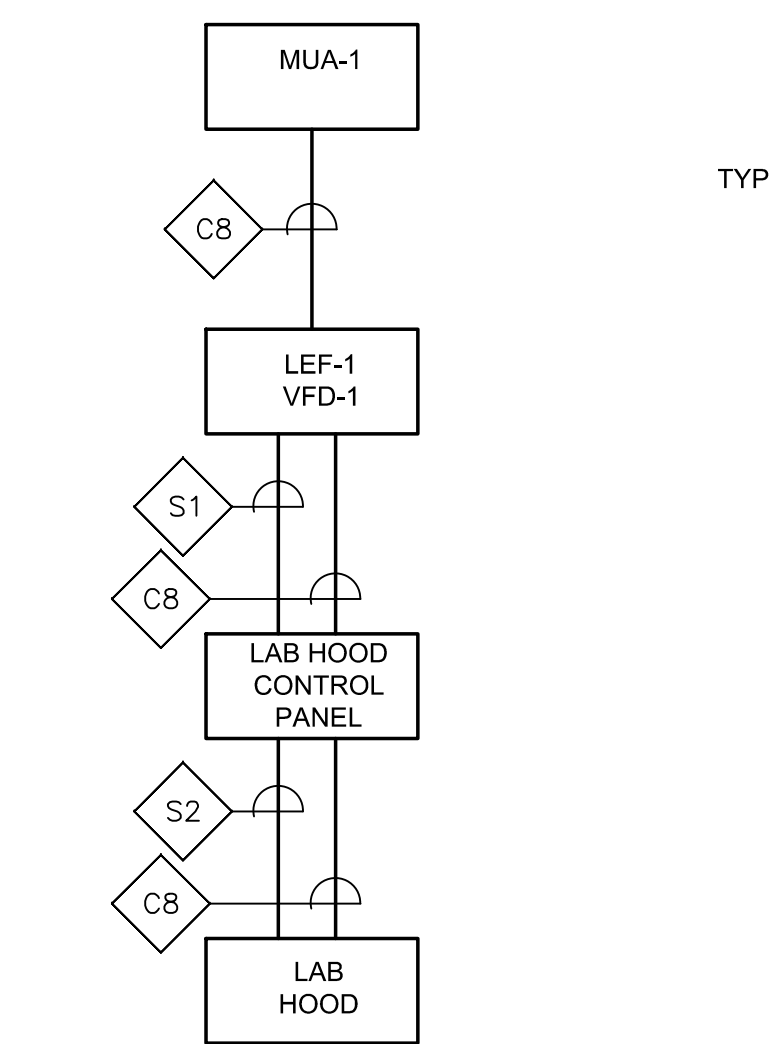 MUA-1
TYP
C8
LEF-1
VFD-1
S1
C8
LAB HOOD
CONTROL
PANEL
S2
C8
LAB
HOOD